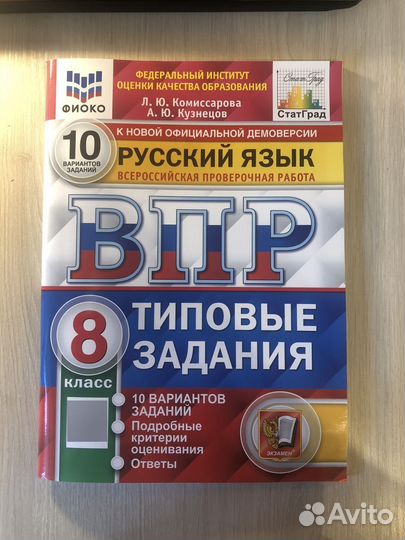 ФИОКО
ФЕДЕРАЛЬНЫЙ ИНСТИТУТ
ОЦЕНКИ КАЧЕСТВА ОБРАЗОВАНИЯ
Л. Ю. Комиссарова
А. Ю. Кузнецов
СтатГрад
СтатГрад
К НОВОЙ ОФИЦИАЛЬНОЙ ДЕМОВЕРСИИ
10
ВАРИАНТОВ
ЗАДАНИЙ
РУССКИЙ ЯЗЫК
ВСЕРОССИЙСКАЯ ПРОВЕРОЧНАЯ РАБОТА
ВПР
8
КЛАСС
ТИПОВЫЕ
ЗАДАНИЯ
• 10 ВАРИАНТОВ
ЗАДАНИЙ
• Подробные
критерии
оценивания
• Ответы
ЭКЗАМЕН
Avito